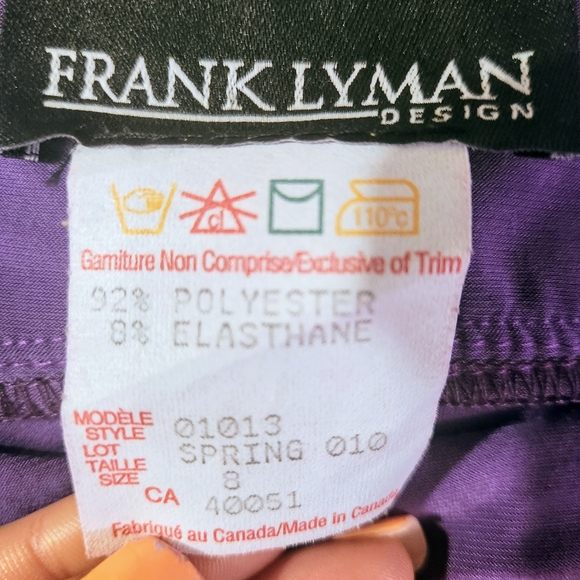 FRANK LYMAN
DESIGN
cl 110°c
Garniture Non Comprise/Exclusive of Trim
92% POLYESTER
8% ELASTHANE
MODÈLE
STYLE 01013
LOT SPRING 010
TAILLE
SIZE 8
CA 40051
Fabriqué au Canada/Made in Canada